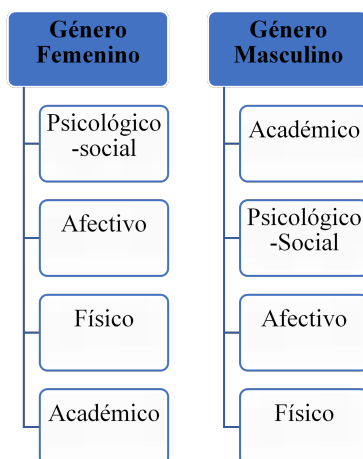 Género
Femenino
Psicológico
-social
Afectivo
Físico
Académico
Género
Masculino
Académico
Psicológico
-Social
Afectivo
Físico